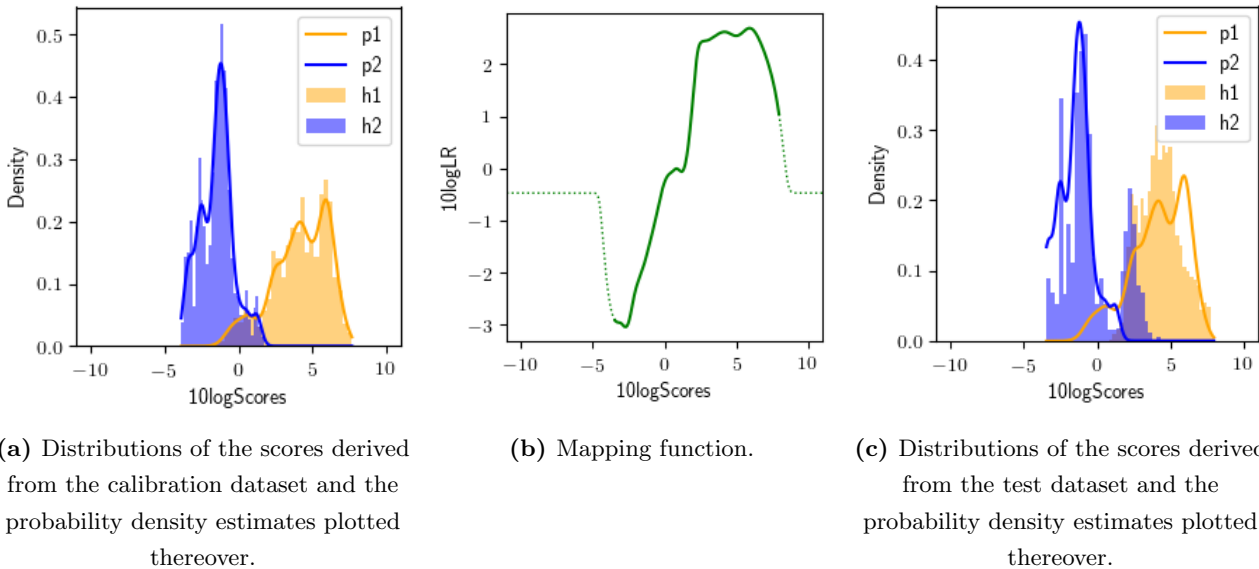 0.5
0.4
0.3
0.2
0.1
0.0
Density
−10
−5
0
5
10
10logScores
p1
p2
h1
h2
2
1
0
−1
−2
−3
10logLR
−10
−5
0
5
10
10logScores
0.4
0.3
0.2
0.1
0.0
Density
−10
−5
0
5
10
10logScores
p1
p2
h1
h2
a) Distributions of the scores derived
from the calibration dataset and the
probability density estimates plotted
thereover.
(b) Mapping function.
(c) Distributions of the scores derived
from the test dataset and the
probability density estimates plotted
thereover.